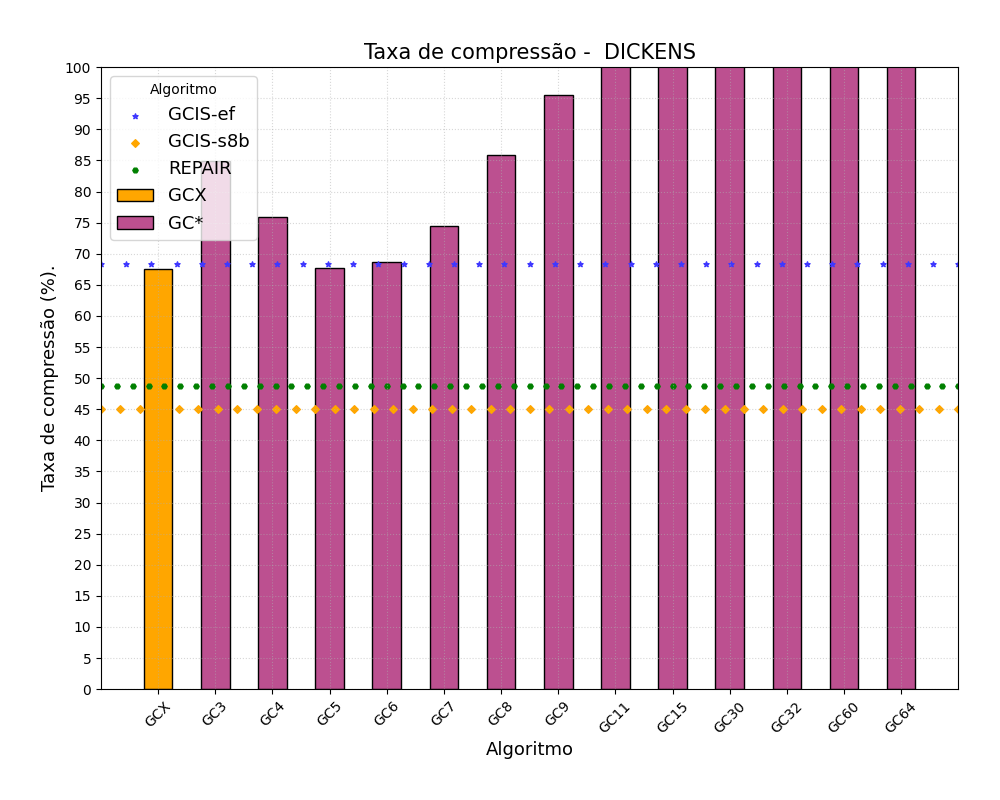 Taxa de compressão -  DICKENS
100
95
90
85
80
75
70
65
60
55
50
45
40
35
30
25
20
15
10
5
0
Taxa de compressão (%).
Algoritmo
GCIS-ef
GCIS-s8b
REPAIR
GCX
GC*
GCX
GC3
GC4
GC5
GC6
GC7
GC8
GC9
GC11
GC15
GC30
GC32
GC60
GC64
Algoritmo